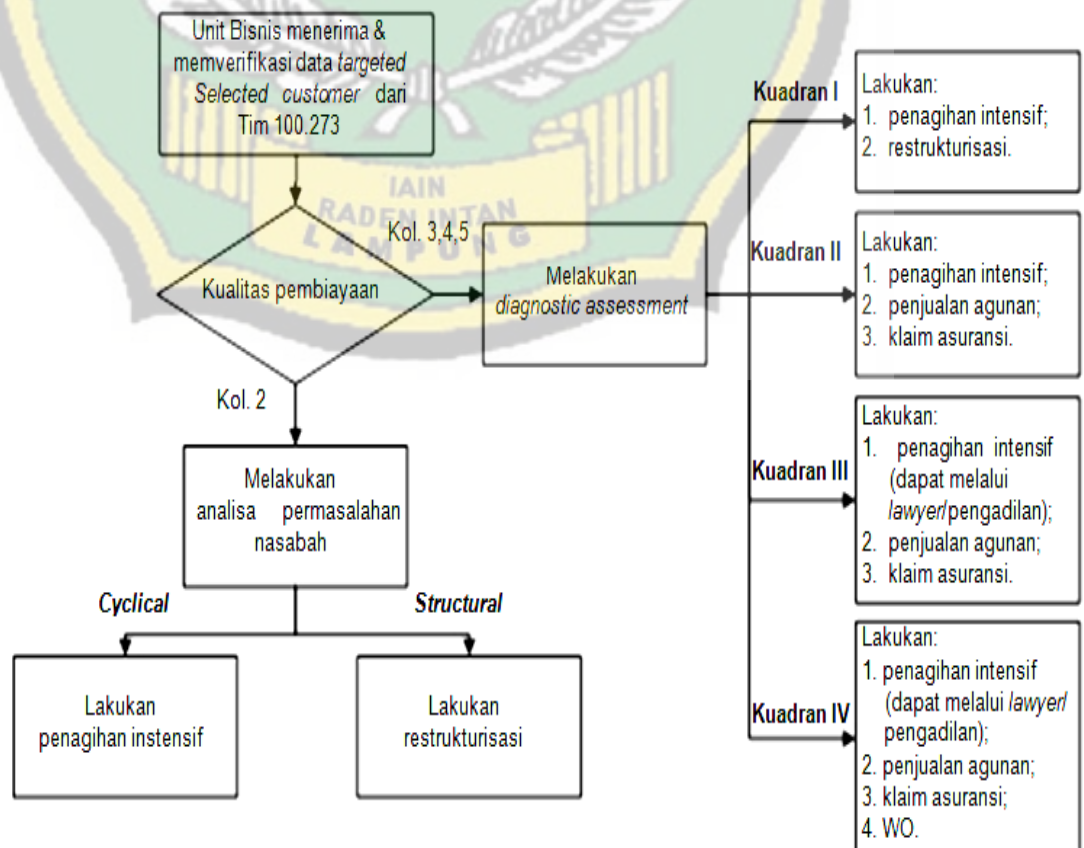 Unit Bisnis menerima &
memverifikasi data targeted
Selected customer dari
Tim 100.273
IAIN
RADEN INTAN
LAMPUNG
Kualitas pembiayaan
Kol. 3,4,5
Melakukan
diagnostic assessment
Kol. 2
Melakukan
analisa permasalahan
nasabah
Cyclical
Structural
Lakukan
penagihan instensif
Lakukan
restrukturisasi
Kuadran I
Lakukan:
1. penagihan intensif;
2. restrukturisasi.
Kuadran II
Lakukan:
1. penagihan intensif;
2. penjualan agunan;
3. klaim asuransi.
Kuadran III
Lakukan:
1. penagihan intensif
(dapat melalui
lawyer/pengadilan);
2. penjualan agunan;
3. klaim asuransi.
Kuadran IV
Lakukan:
1. penagihan intensif
(dapat melalui lawyer/
pengadilan);
2. penjualan agunan;
3. klaim asuransi;
4. WO.